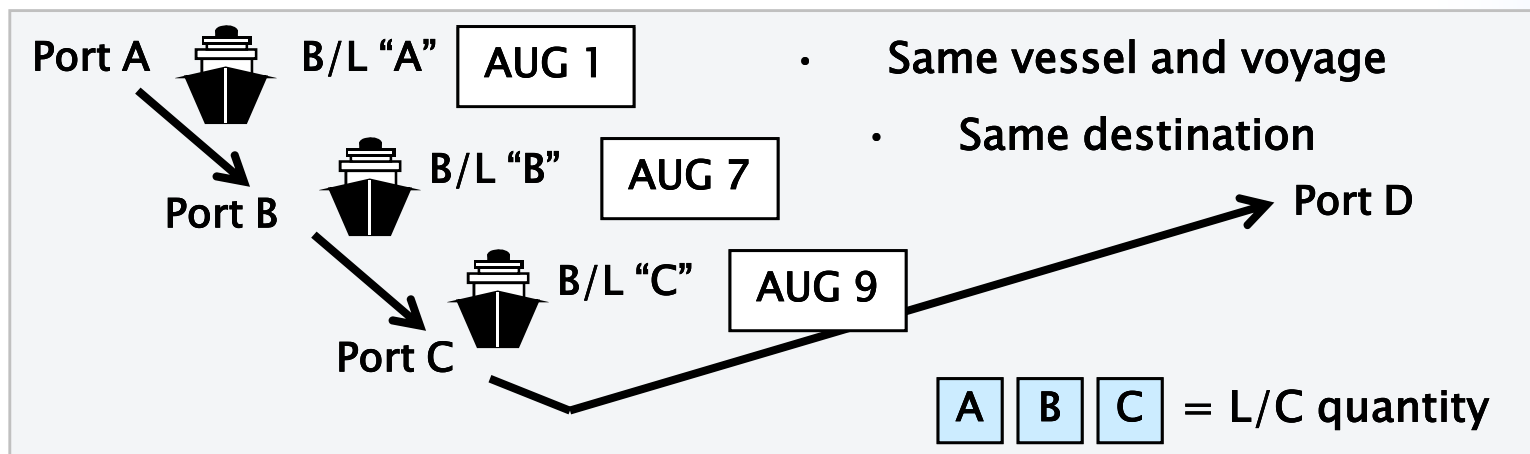 Port A B/L “A” AUG 1 · Same vessel and voyage
· Same destination
B/L “B” AUG 7
Port B Port D
B/L “C” AUG 9
Port C
A B C = L/C quantity